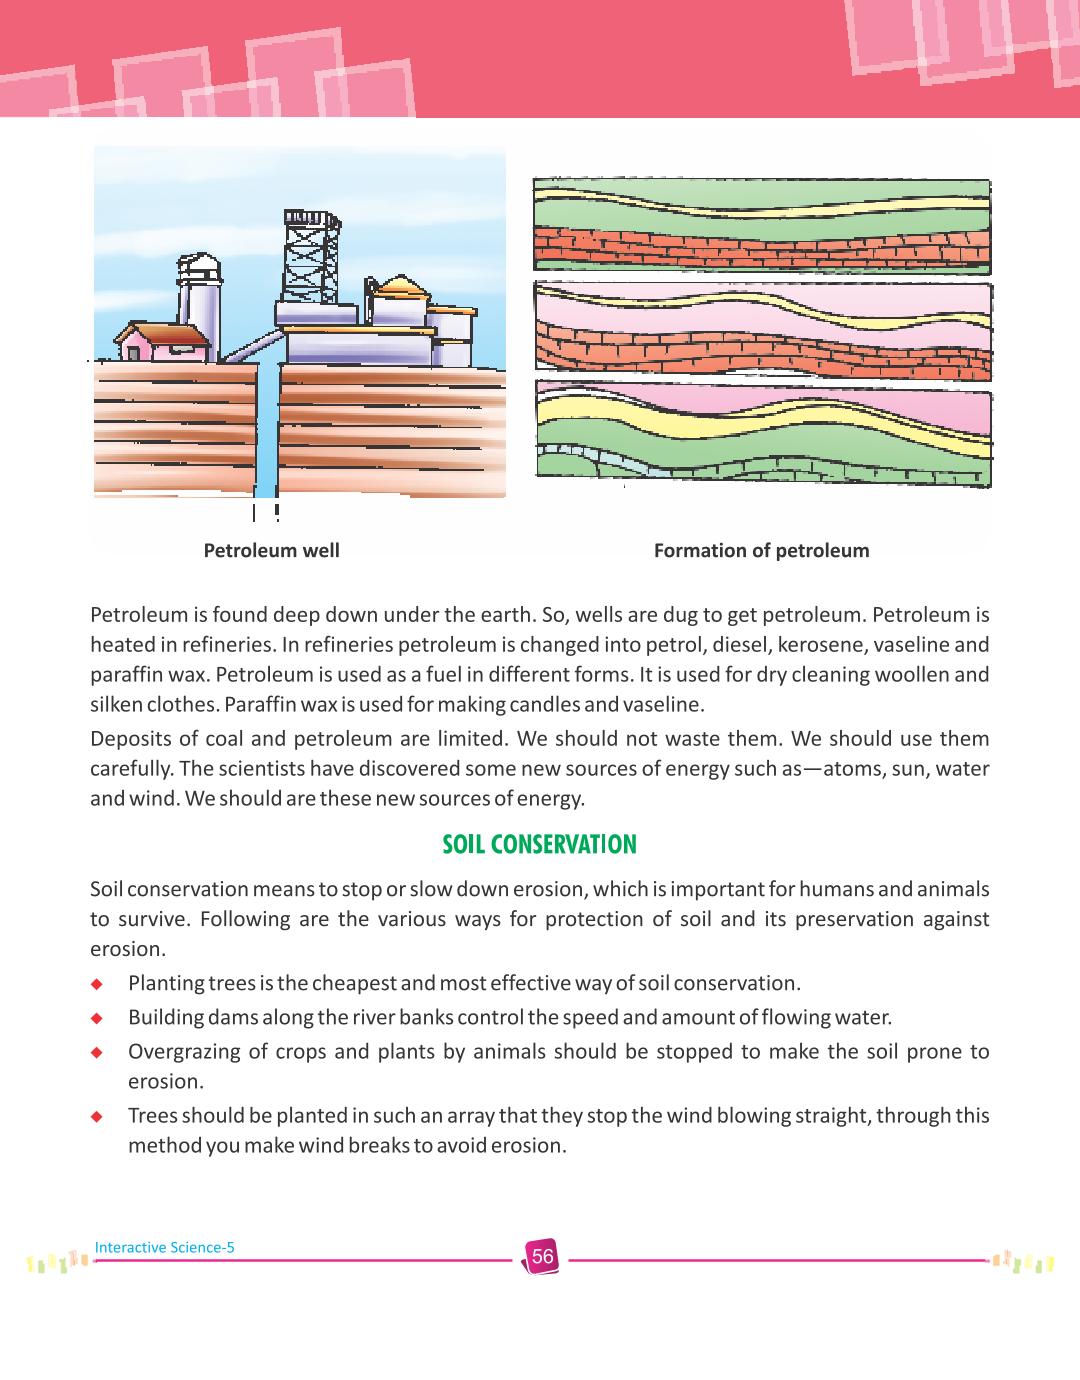 Petroleum well
Formation of petroleum
Petroleum is found deep down under the earth. So, wells are dug to get petroleum. Petroleum is
heated in refineries. In refineries petroleum is changed into petrol, diesel, kerosene, vaseline and
paraffin wax. Petroleum is used as a fuel in different forms. It is used for dry cleaning woollen and
silken clothes. Paraffin wax is used for making candles and vaseline.
Deposits of coal and petroleum are limited. We should not waste them. We should use them
carefully. The scientists have discovered some new sources of energy such as—atoms, sun, water
and wind. We should are these new sources of energy.
SOIL CONSERVATION
Soil conservation means to stop or slow down erosion, which is important for humans and animals
to survive. Following are the various ways for protection of soil and its preservation against
erosion.
◆ Planting trees is the cheapest and most effective way of soil conservation.
◆ Building dams along the river banks control the speed and amount of flowing water.
◆ Overgrazing of crops and plants by animals should be stopped to make the soil prone to
erosion.
◆ Trees should be planted in such an array that they stop the wind blowing straight, through this
method you make wind breaks to avoid erosion.
Interactive Science-5
56